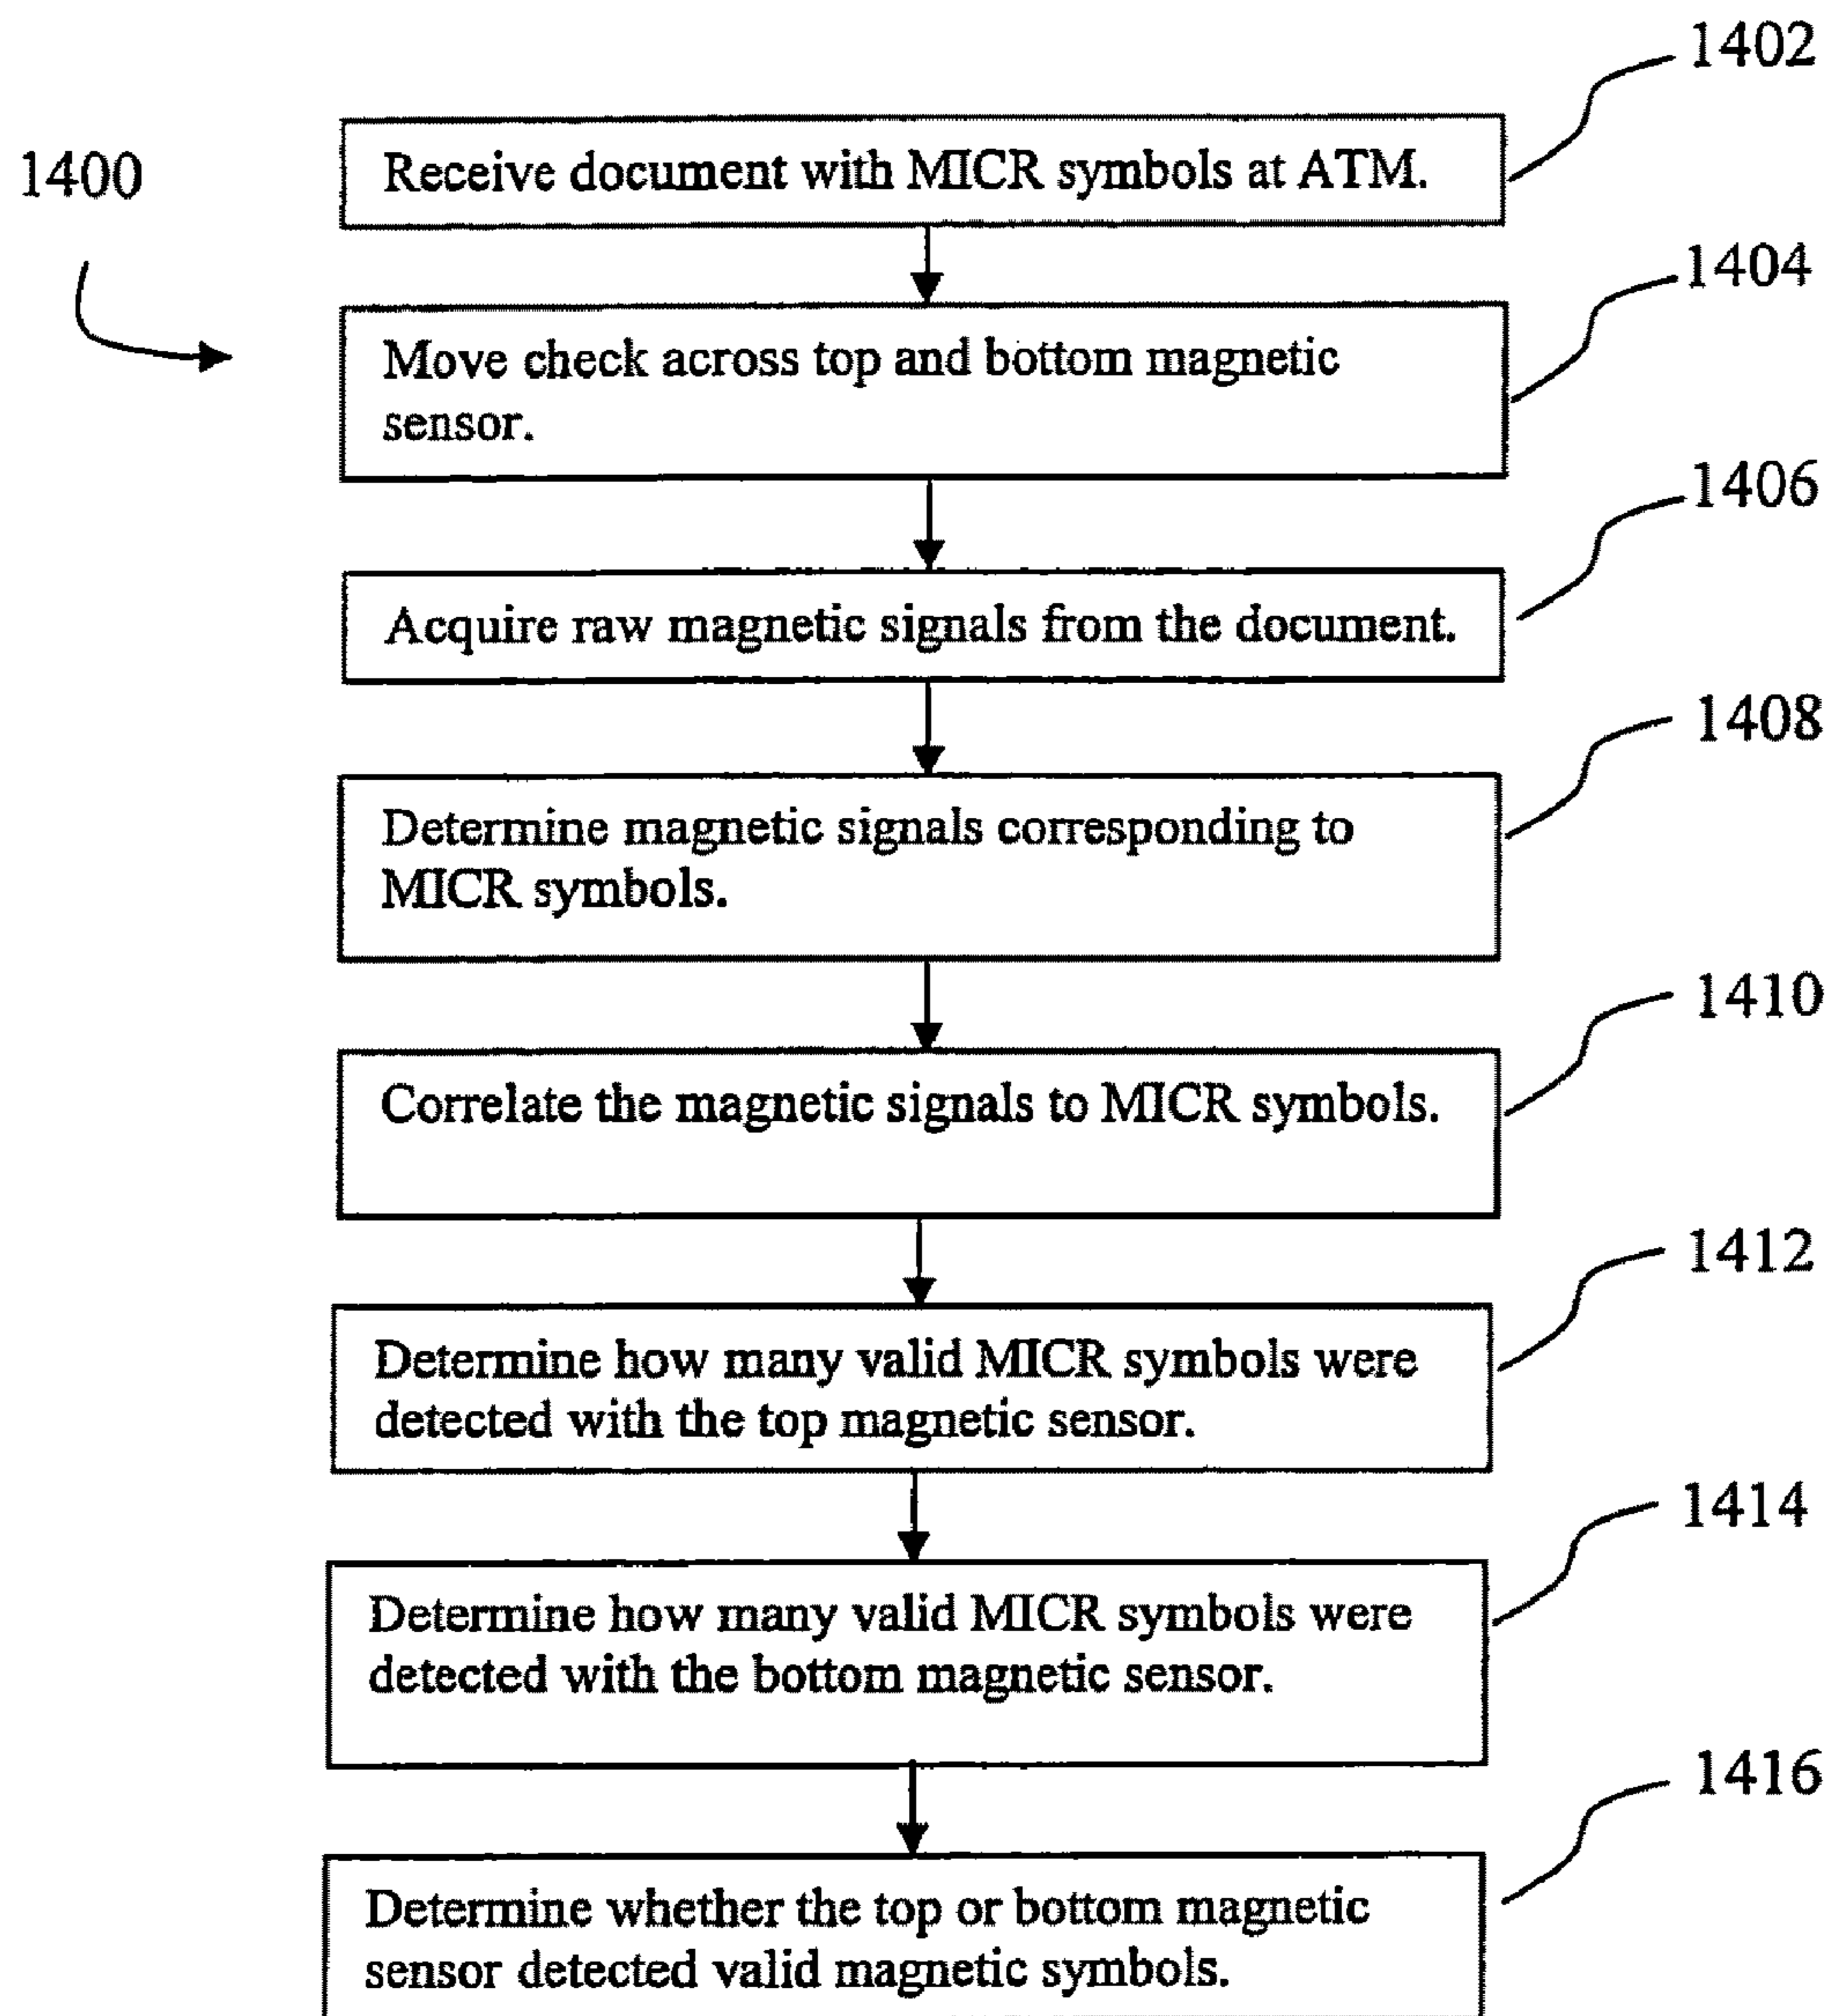 1402
1400
Receive document with MICR symbols at ATM.
1404
Move check across top and bottom magnetic
sensor.
1406
Acquire raw magnetic signals from the document.
1408
Determine magnetic signals corresponding to
MICR symbols.
1410
Correlate the magnetic signals to MICR symbols.
1412
Determine how many valid MICR symbols were
detected with the top magnetic sensor.
1414
Determine how many valid MICR symbols were
detected with the bottom magnetic sensor.
1416
Determine whether the top or bottom magnetic
sensor detected valid magnetic symbols.